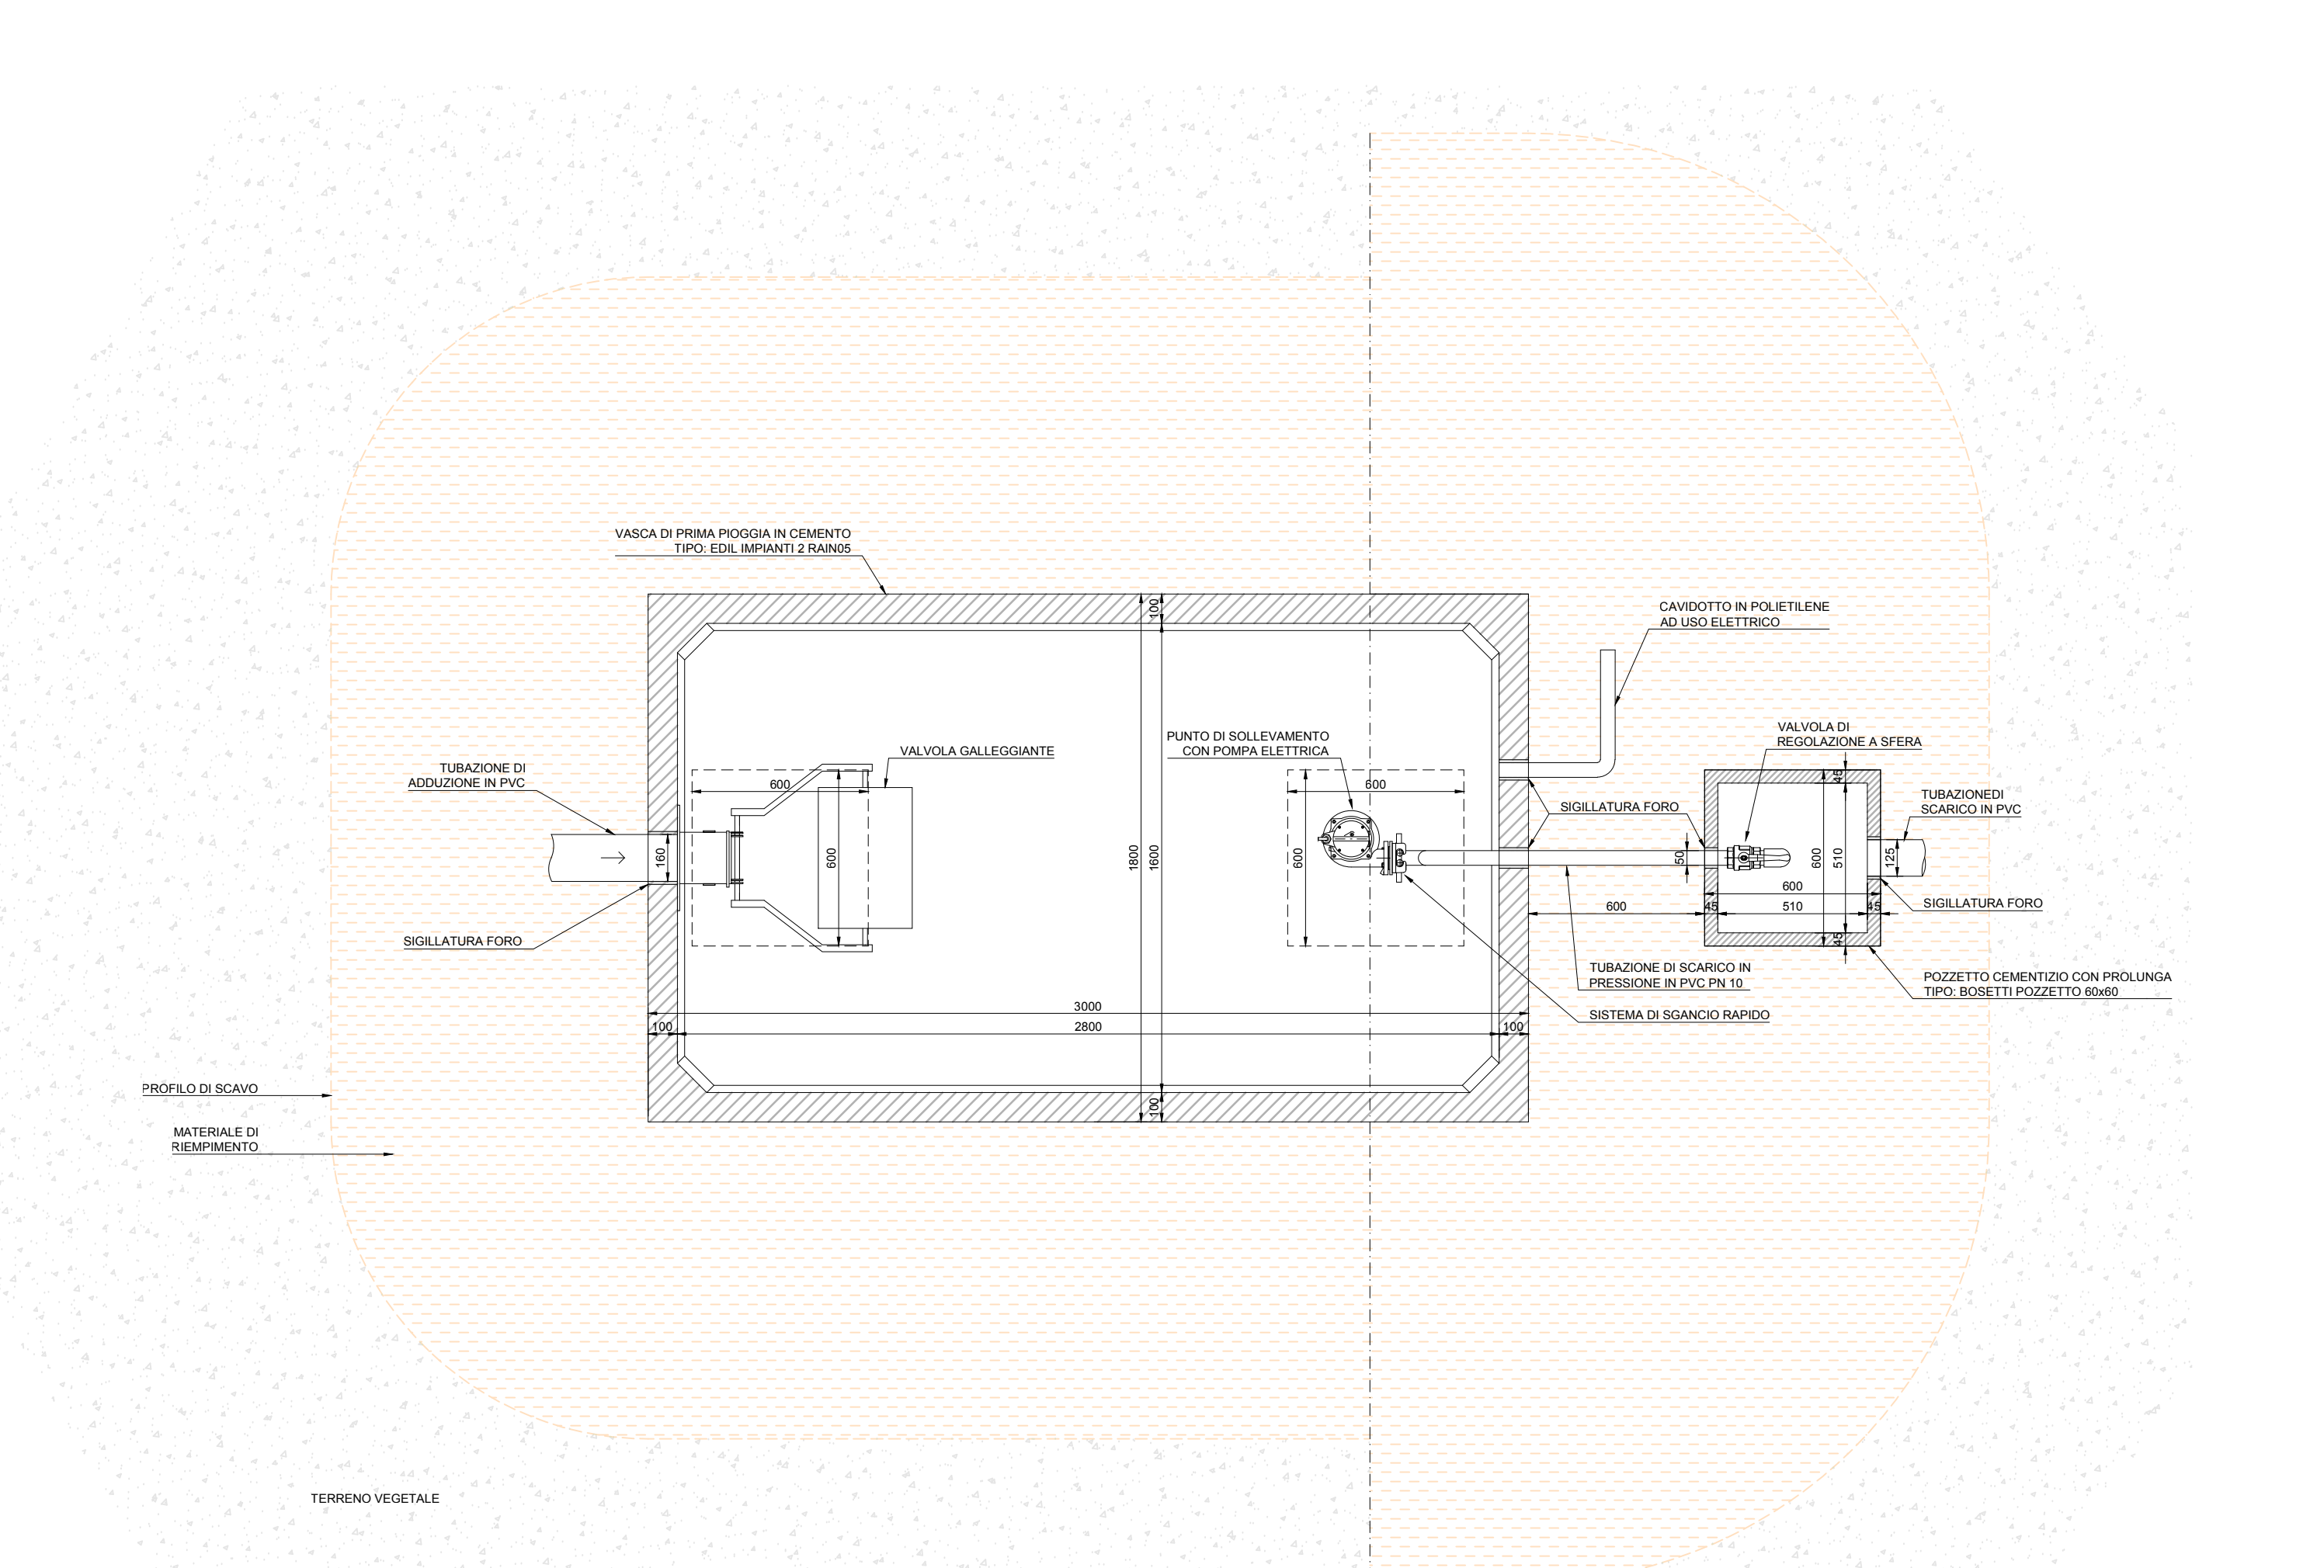 VASCA DI PRIMA PIOGGIA IN CEMENTO
TIPO: EDIL IMPIANTI 2 RAIN05
CAVIDOTTO IN POLIETILENE
AD USO ELETTRICO
100
VALVOLA DI
REGOLAZIONE A SFERA
PUNTO DI SOLLEVAMENTO
CON POMPA ELETTRICA
VALVOLA GALLEGGIANTE
TUBAZIONE DI
ADDUZIONE IN PVC
600
600
45
TUBAZIONEDI
SCARICO IN PVC
SIGILLATURA FORO
160
600
1800
1600
600
50
600
510
125
600
600
45
510
45
SIGILLATURA FORO
SIGILLATURA FORO
45
TUBAZIONE DI SCARICO IN
PRESSIONE IN PVC PN 10
POZZETTO CEMENTIZIO CON PROLUNGA
TIPO: BOSETTI POZZETTO 60x60
3000
SISTEMA DI SGANCIO RAPIDO
100
2800
100
PROFILO DI SCAVO
100
MATERIALE DI
RIEMPIMENTO
TERRENO VEGETALE